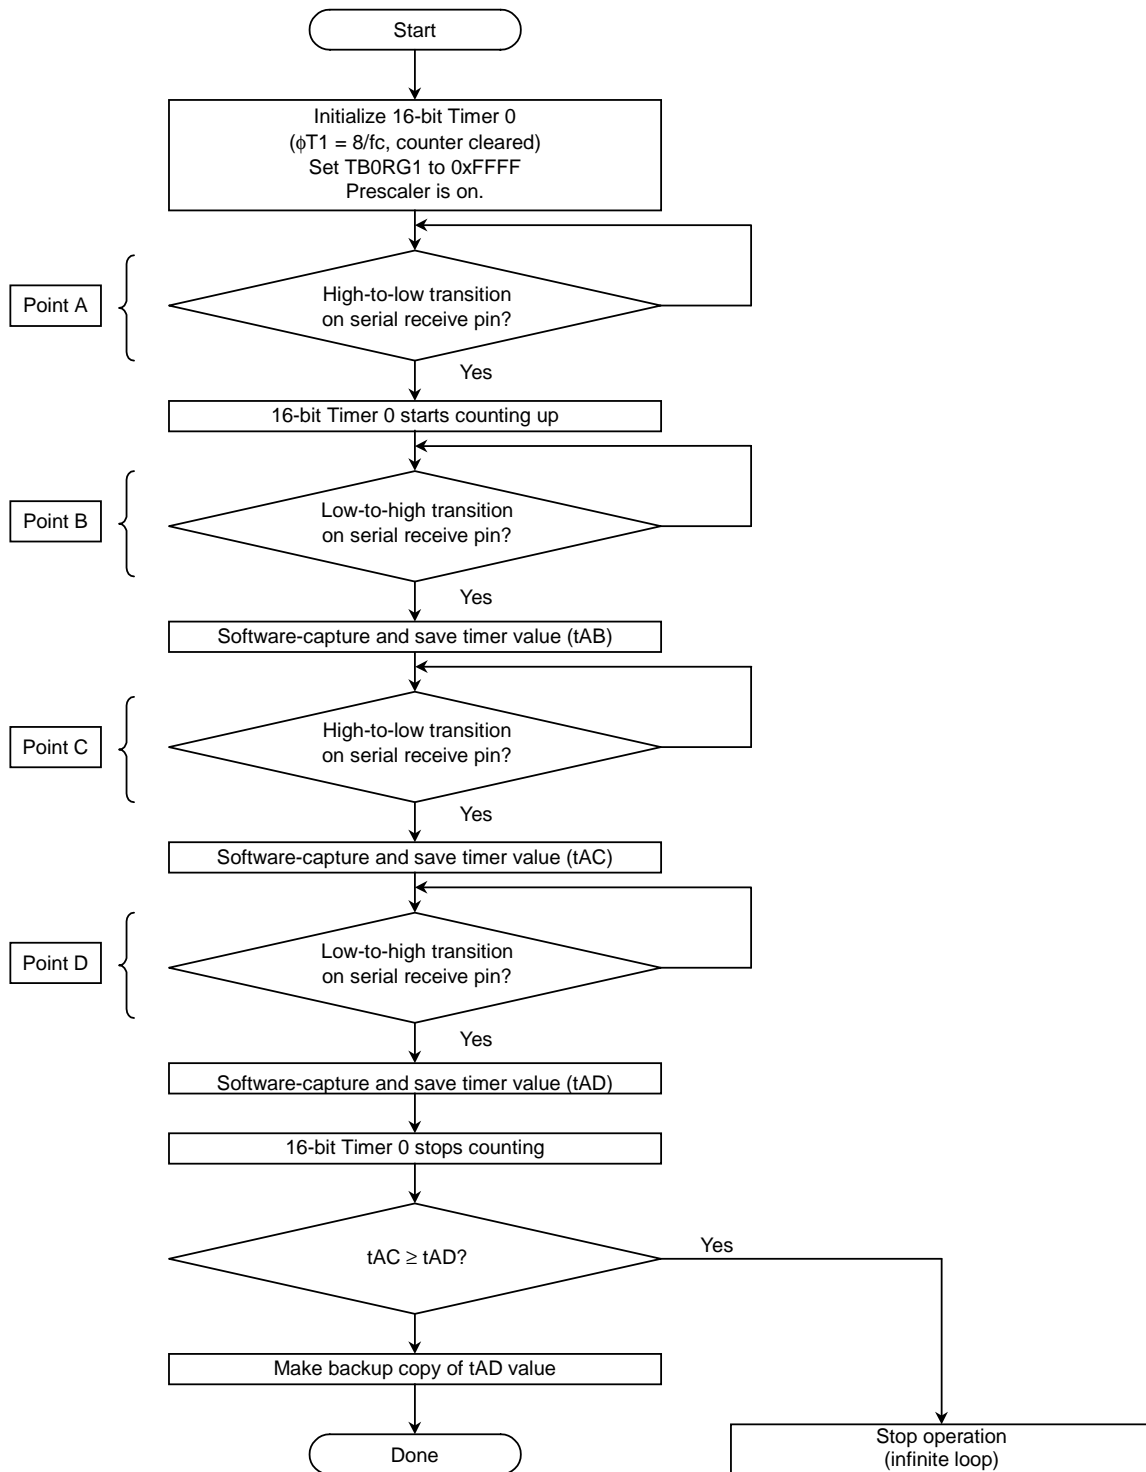 Start
Initialize 16-bit Timer 0
(ϕT1 = 8/fc, counter cleared)
Set TB0RG1 to 0xFFFF
Prescaler is on.
Point A
High-to-low transition
on serial receive pin?
Yes
16-bit Timer 0 starts counting up
Point B
Low-to-high transition
on serial receive pin?
Yes
Software-capture and save timer value (tAB)
Point C
High-to-low transition
on serial receive pin?
Yes
Software-capture and save timer value (tAC)
Point D
Low-to-high transition
on serial receive pin?
Yes
Software-capture and save timer value (tAD)
16-bit Timer 0 stops counting
tAC ≥ tAD?
Yes
Make backup copy of tAD value
Done
Stop operation
(infinite loop)